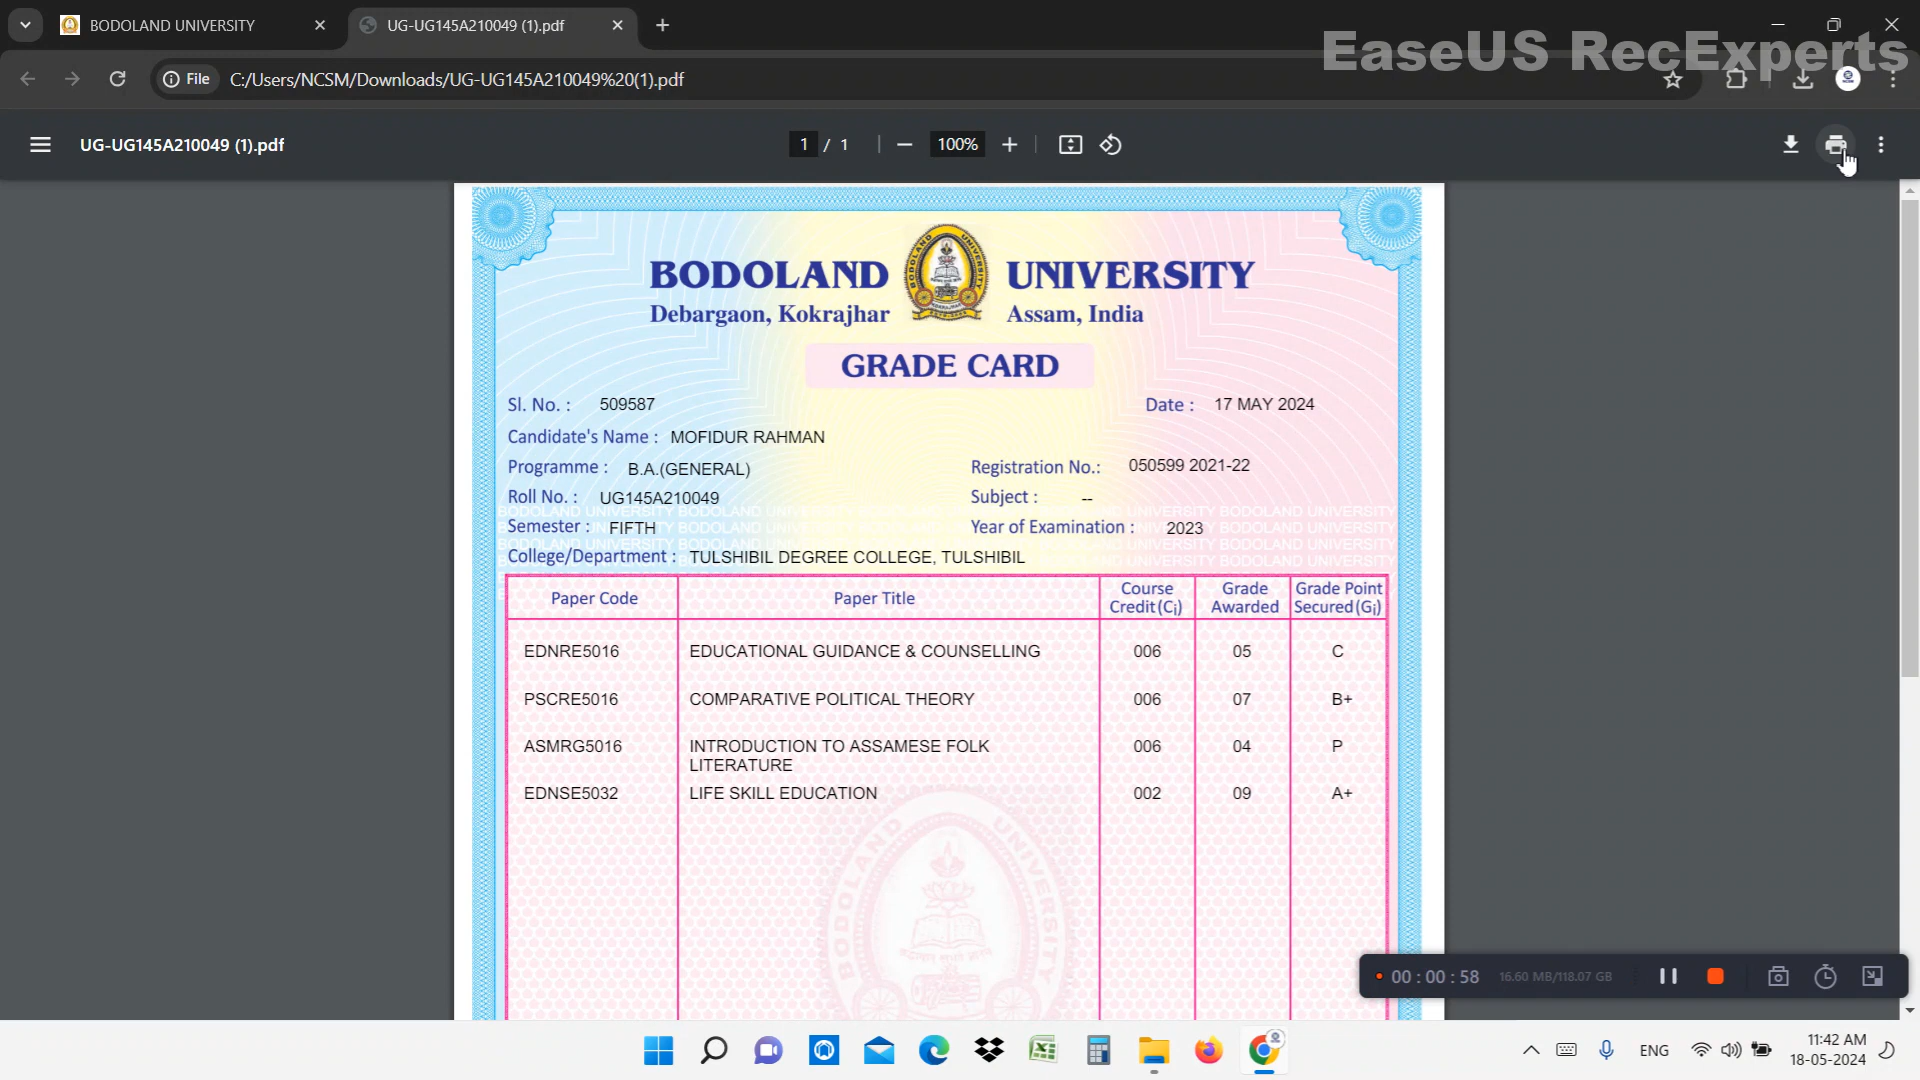 BODOLAND UNIVERSITY
UG-UG145A210049 (1).pdf
EaseUS RecExperts
File
C:/Users/NCSM/Downloads/UG-UG145A210049%20(1).pdf
UG-UG145A210049 (1).pdf
1 / 1
100%
BODOLAND UNIVERSITY
Debargaon, Kokrajhar Assam, India
GRADE CARD
Sl. No. : 509587 Date : 17 MAY 2024
Candidate's Name : MOFIDUR RAHMAN
Programme : B.A.(GENERAL) Registration No.: 050599 2021-22
Roll No. : UG145A210049 Subject : --
Semester : FIFTH Year of Examination : 2023
College/Department : TULSHIBIL DEGREE COLLEGE, TULSHIBIL
Paper Code Paper Title Course Credit (Ci) Grade Awarded Grade Point Secured (Gi)
EDNRE5016 EDUCATIONAL GUIDANCE & COUNSELLING 006 05 C
PSCRE5016 COMPARATIVE POLITICAL THEORY 006 07 B+
ASMRG5016 INTRODUCTION TO ASSAMESE FOLK 006 04 P
LITERATURE
EDNSE5032 LIFE SKILL EDUCATION 002 09 A+
00 : 00 : 58 16.60 MB/118.07 GB
ENG
11:42 AM
18-05-2024